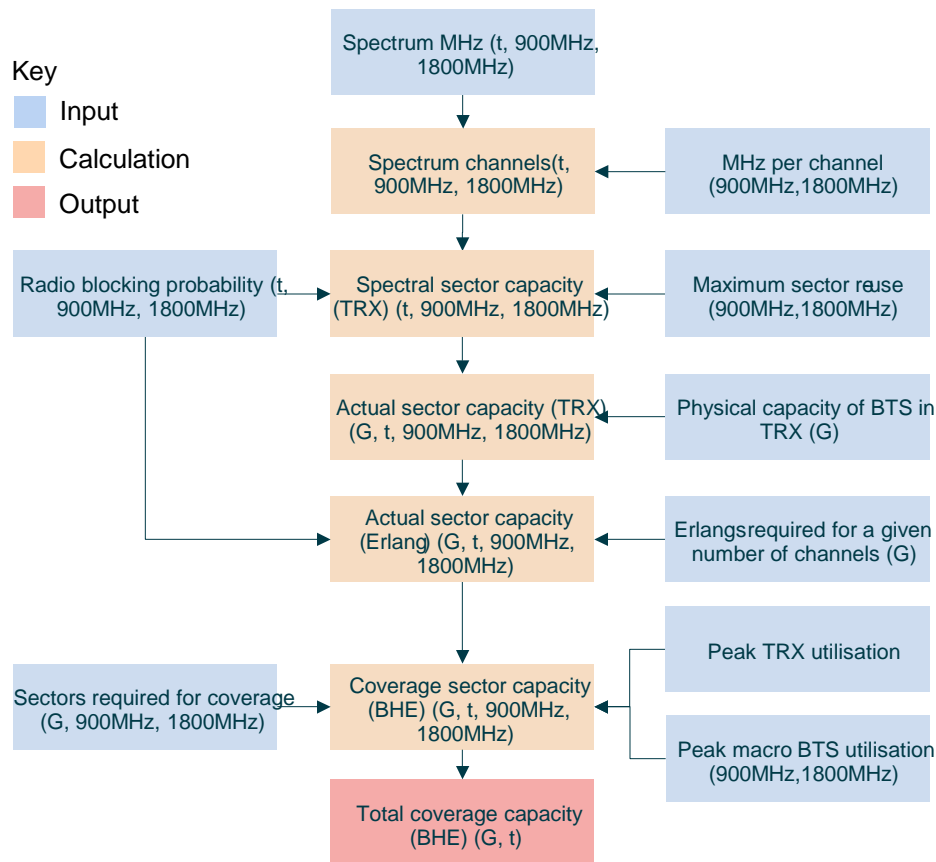 Spectrum MHz (t, 900MHz,
1800MHz)
Key
Input
Calculation
Output
Spectrum channels(t,
900MHz, 1800MHz)
MHz per channel
(900MHz,1800MHz)
Radio blocking probability (t,
900MHz, 1800MHz)
Spectral sector capacity
(TRX) (t, 900MHz, 1800MHz)
Maximum sector reuse
(900MHz,1800MHz)
Actual sector capacity (TRX)
(G, t, 900MHz, 1800MHz)
Physical capacity of BTS in
TRX (G)
Actual sector capacity
(Erlang) (G, t, 900MHz,
1800MHz)
Erlangsrequired for a given
number of channels (G)
Peak TRX utilisation
Sectors required for coverage
(G, 900MHz, 1800MHz)
Coverage sector capacity
(BHE) (G, t, 900MHz,
1800MHz)
Peak macro BTS utilisation
(900MHz,1800MHz)
Total coverage capacity
(BHE) (G, t)